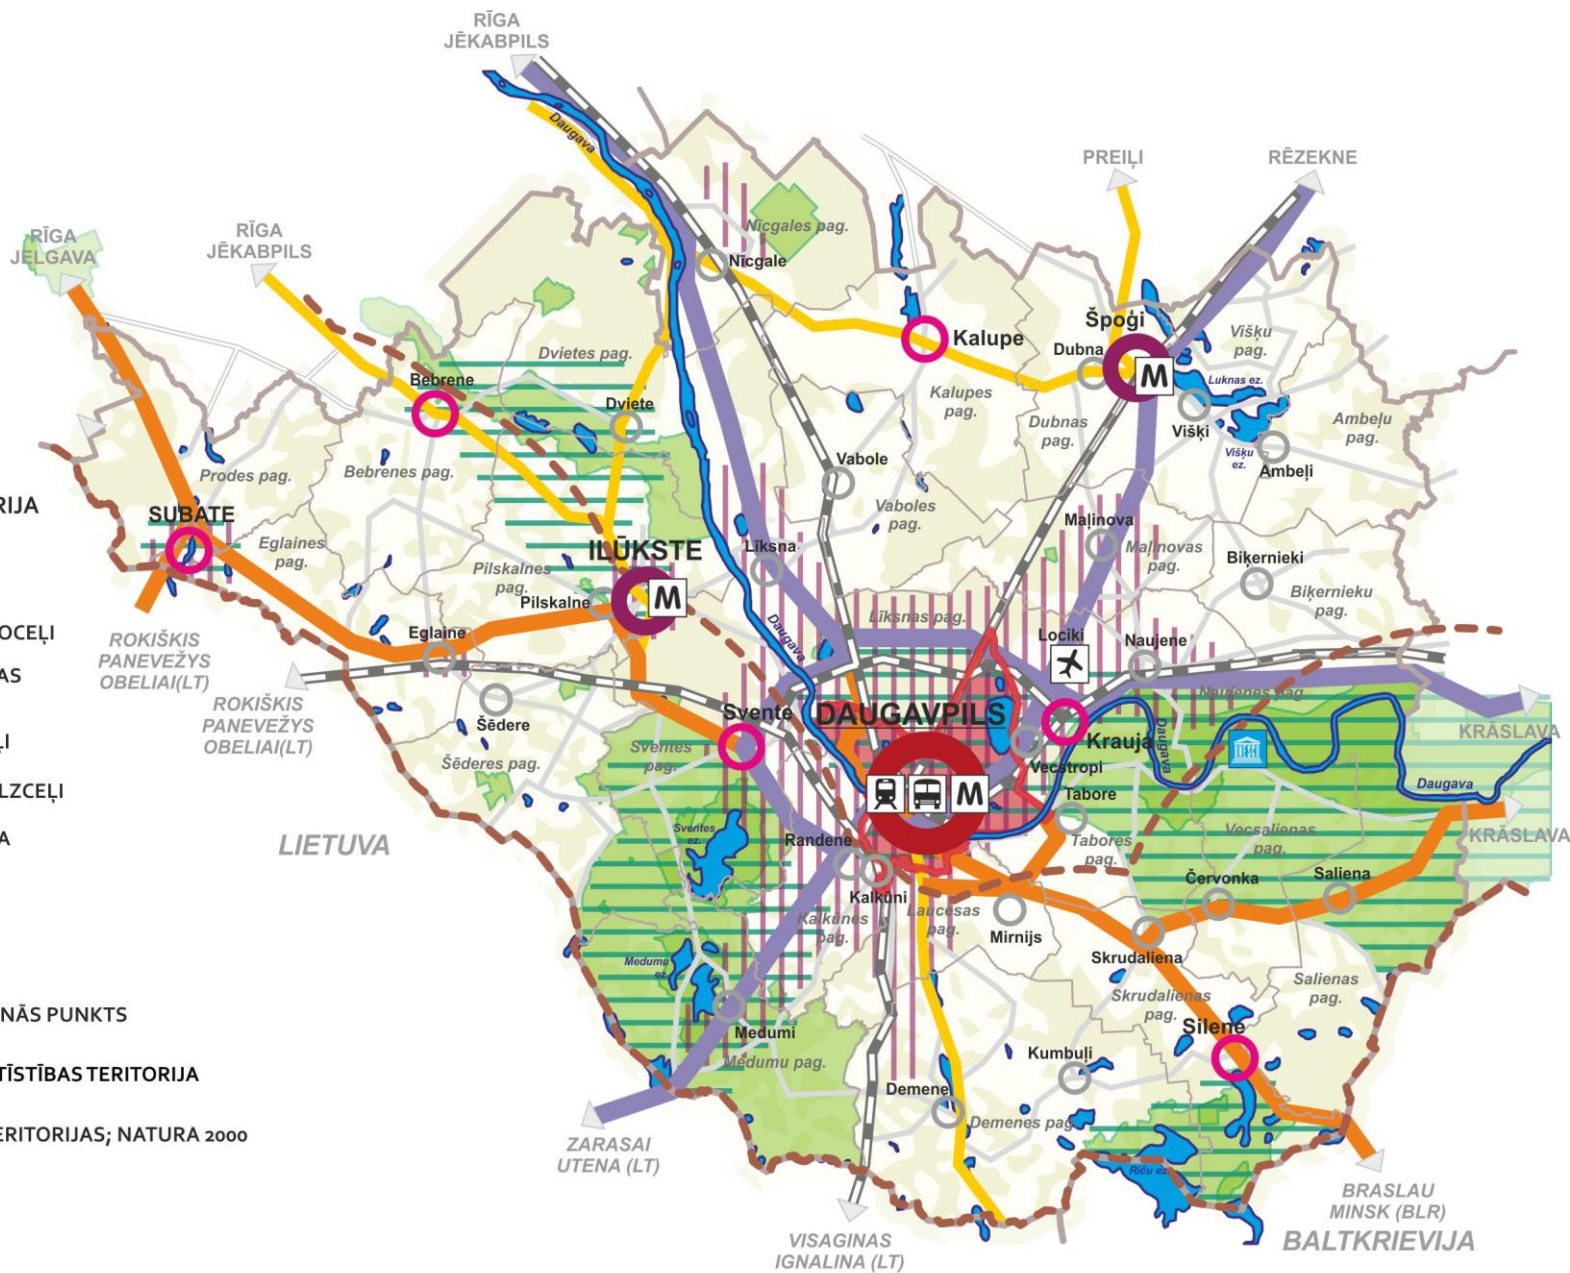 RĪGA
JĒKABPILS
Daugava
PREIĻI
RĒZEKNE
RĪGA
JELGAVA
RĪGA
JĒKABPILS
Nīcgales pag.
Nīcgale
Špoģi
Kalupe
Dubna
M
Višķu
pag.
Luknas ez.
Dvietes pag.
Bebrene
Dviete
Kalupes
pag.
Dubnas
pag.
Višķi
Višķu
ez.
Ambeļu
pag.
Ambeļi
Prodes pag.
Bebrenes pag.
Vabole
Vaboles
pag.
RIJA
SUBATE
Eglaines
pag.
ILŪKSTE
M
Līksna
Maļinova
Maļinovas
pag.
Biķernieki
Biķernieku
pag.
Pilskalnes
pag.
Pilskalne
Līksnas pag.
Lociki
Naujene
OCEĻI
ROKIŠKIS
PANEVEŽYS
OBELIAI(LT)
Eglaine
Daugava
AS
ROKIŠKIS
PANEVEŽYS
OBELIAI(LT)
Šēdere
Naujenes pag.
Svente
DAUGAVPILS
Krauja
Daugava
UNESCO
KRĀSLAVA
ĻI
Sventes
pag.
Šēderes pag.
Vecstropi
Daugava
LZCEĻI
M
Tabore
A
LIETUVA
Sventes
ez.
Randene
Tabores
pag.
Vecsalienas
pag.
KRĀSLAVA
Kalkūni
Červonka
Saliena
Kalkūnes
pag.
Laucesas
pag.
Mirnijs
Medumu
ez.
Skrudaliena
Skrudalienas
pag.
Salienas
pag.
NĀS PUNKTS
Medumi
Silene
Medumu pag.
Kumbuļi
TĪSTĪBAS TERITORIJA
Demene
Demenes pag.
ERITORIJAS; NATURA 2000
ZARASAI
UTENA (LT)
Riču ez.
BRASLAU
MINSK (BLR)
BALTKRIEVIJA
VISAGINAS
IGNALINA (LT)